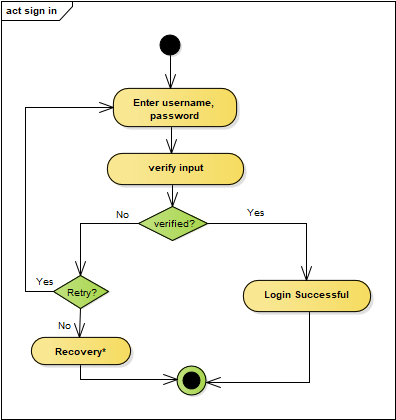 act sign in
Enter username,
password
verify input
No
verified?
Yes
Yes
Retry?
Login Successful
No
Recovery*